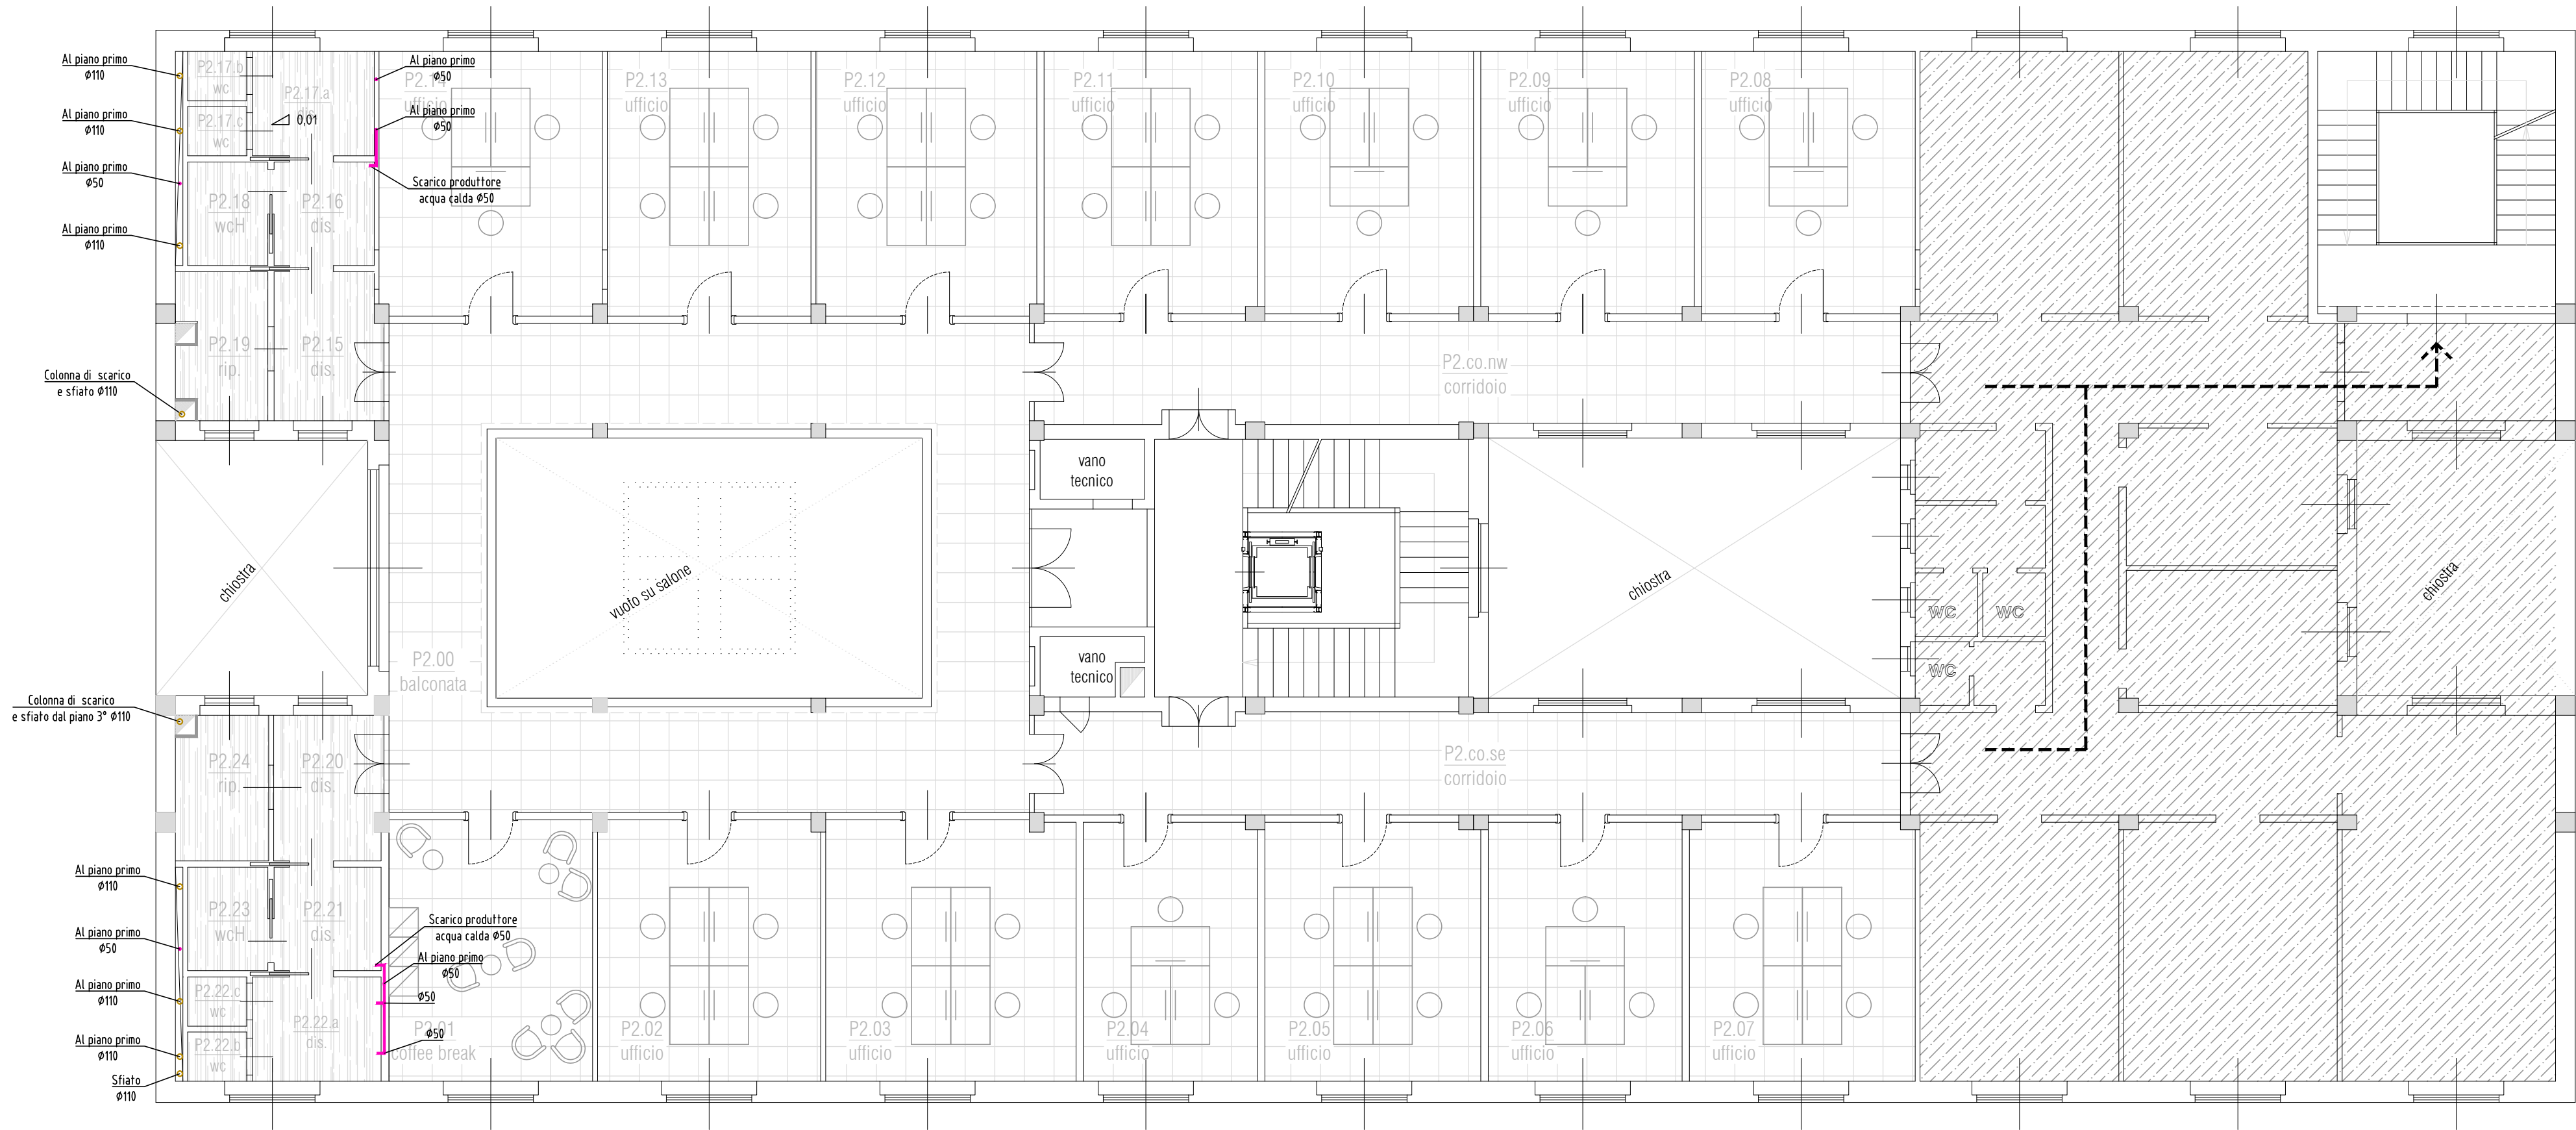 Al piano primo
Ø110
Al piano primo
Ø110
Al piano primo
Ø50
Al piano primo
Ø110
Colonna di scarico
e sfiato Ø110
P2.17.b
wc
P2.17.c
wc
P2.17.a
dis.
0,01
P2.18
wcH
P2.16
dis.
P2.19
rip.
P2.15
dis.
Al piano primo
Ø50
Al piano primo
Ø50
Scarico produttore
acqua calda Ø50
P2.14
ufficio
P2.13
ufficio
P2.12
ufficio
P2.11
ufficio
P2.10
ufficio
P2.09
ufficio
P2.08
ufficio
P2.co.nw
corridoio
vano
tecnico
chiostra
vuoto su salone
chiostra
chiostra
WC
WC
WC
P2.00
balconata
vano
tecnico
P2.co.se
corridoio
Colonna di scarico
e sfiato dal piano 3° Ø110
P2.24
rip.
P2.20
dis.
Al piano primo
Ø110
Al piano primo
Ø50
Al piano primo
Ø110
Al piano primo
Ø110
Sfiato
Ø110
P2.23
wcH
P2.21
dis.
P2.22.c
wc
P2.22.b
wc
P2.22.a
dis.
Scarico produttore
acqua calda Ø50
Al piano primo
Ø50
Ø50
Ø50
P2.01
coffee break
P2.02
ufficio
P2.03
ufficio
P2.04
ufficio
P2.05
ufficio
P2.06
ufficio
P2.07
ufficio